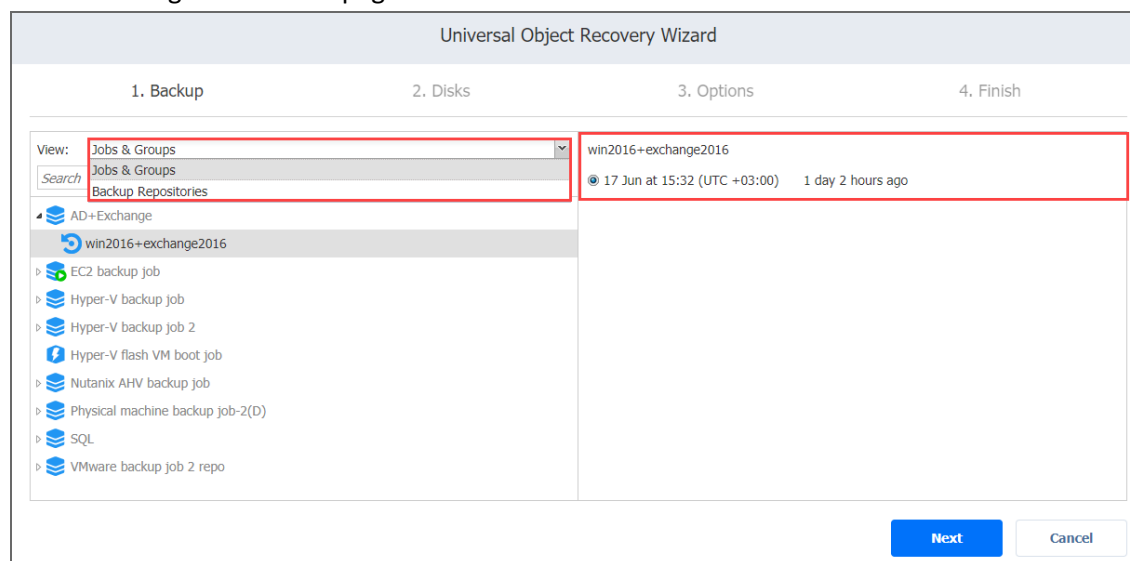 Universal Object Recovery Wizard
1. Backup 2. Disks 3. Options 4. Finish
View: Jobs & Groups
Search
Jobs & Groups
Backup Repositories
AD+Exchange
win2016+exchange2016
EC2 backup job
Hyper-V backup job
Hyper-V backup job 2
Hyper-V flash VM boot job
Nutanix AHV backup job
Physical machine backup job-2(D)
SQL
VMware backup job 2 repo
win2016+exchange2016
17 Jun at 15:32 (UTC +03:00) 1 day 2 hours ago
Next Cancel